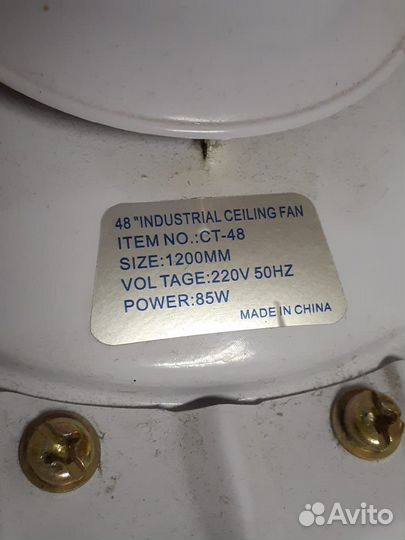 48 "INDUSTRIAL CEILING FAN
ITEM NO.:CT-48
SIZE:1200MM
VOL TAGE:220V 50HZ
POWER:85W
MADE IN CHINA
Avito